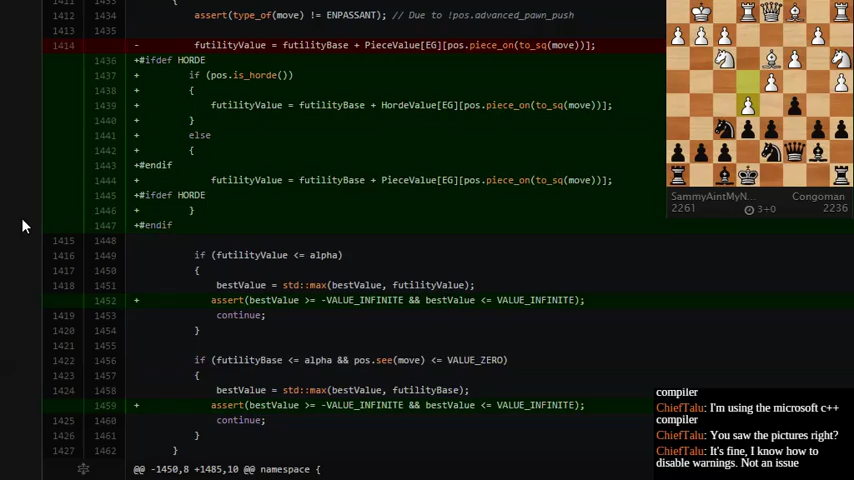 1411 1433
1412 1434 assert(type_of(move) != ENPASSANT); // Due to !pos.advanced_pawn_push
1413 1435
1414 - futilityValue = futilityBase + PieceValue[EG][pos.piece_on(to_sq(move))];
1436 +#ifdef HORDE
1437 + if (pos.is_horde())
1438 + {
1439 + futilityValue = futilityBase + HordeValue[EG][pos.piece_on(to_sq(move))];
1440 + }
1441 + else
1442 + {
1443 +#endif
1444 + futilityValue = futilityBase + PieceValue[EG][pos.piece_on(to_sq(move))];
1445 +#ifdef HORDE
1446 + }
1447 +#endif
1415 1448
1416 1449 if (futilityValue <= alpha)
1417 1450 {
1418 1451 bestValue = std::max(bestValue, futilityValue);
1452 + assert(bestValue >= -VALUE_INFINITE && bestValue <= VALUE_INFINITE);
1419 1453 continue;
1420 1454 }
1421 1455
1422 1456 if (futilityBase <= alpha && pos.see(move) <= VALUE_ZERO)
1423 1457 {
1424 1458 bestValue = std::max(bestValue, futilityBase);
1459 + assert(bestValue >= -VALUE_INFINITE && bestValue <= VALUE_INFINITE);
1425 1460 continue;
1426 1461 }
1427 1462 }
@@ -1450,8 +1485,10 @@ namespace {
SammyAintMyN... Congoman
2261 3+0 2236
compiler
ChiefTalu: I'm using the microsoft c++
compiler
ChiefTalu: You saw the pictures right?
ChiefTalu: It's fine, I know how to
disable warnings. Not an issue